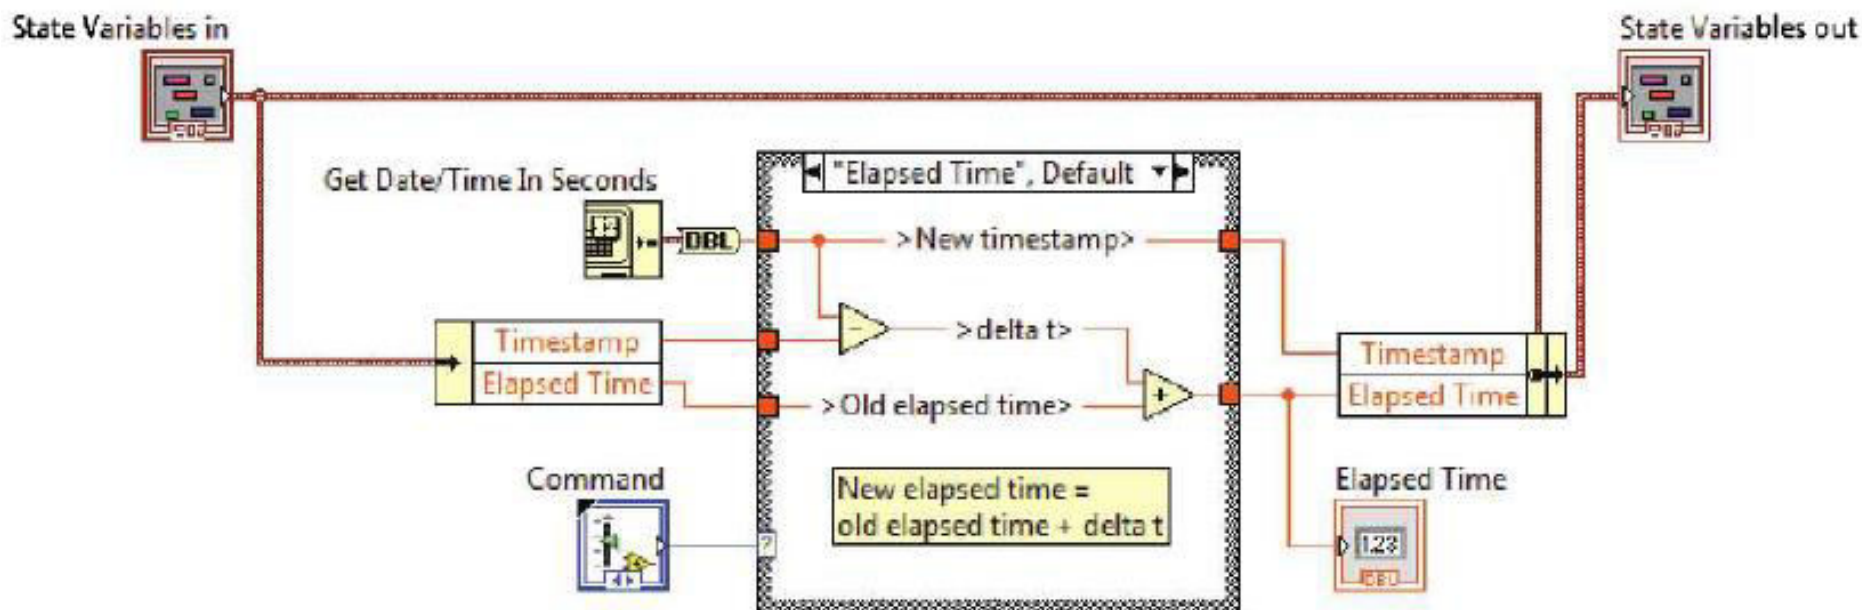 State Variables in
State Variables out
"Elapsed Time", Default
Get Date/Time In Seconds
DBL
>New timestamp>
>delta t>
Timestamp
Elapsed Time
>Old elapsed time>
Timestamp
Elapsed Time
Command
?
New elapsed time =
old elapsed time + delta t
Elapsed Time
1.23
DBL